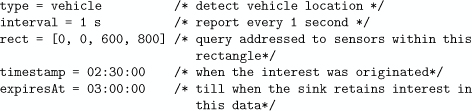 type = vehicle /* detect vehicle location */
interval = 1 s /* report every 1 second */
rect = [0, 0, 600, 800] /* query addressed to sensors within this
rectangle*/
timestamp = 02:30:00 /* when the interest was originated*/
expiresAt = 03:00:00 /* till when the sink retains interest in
this data*/